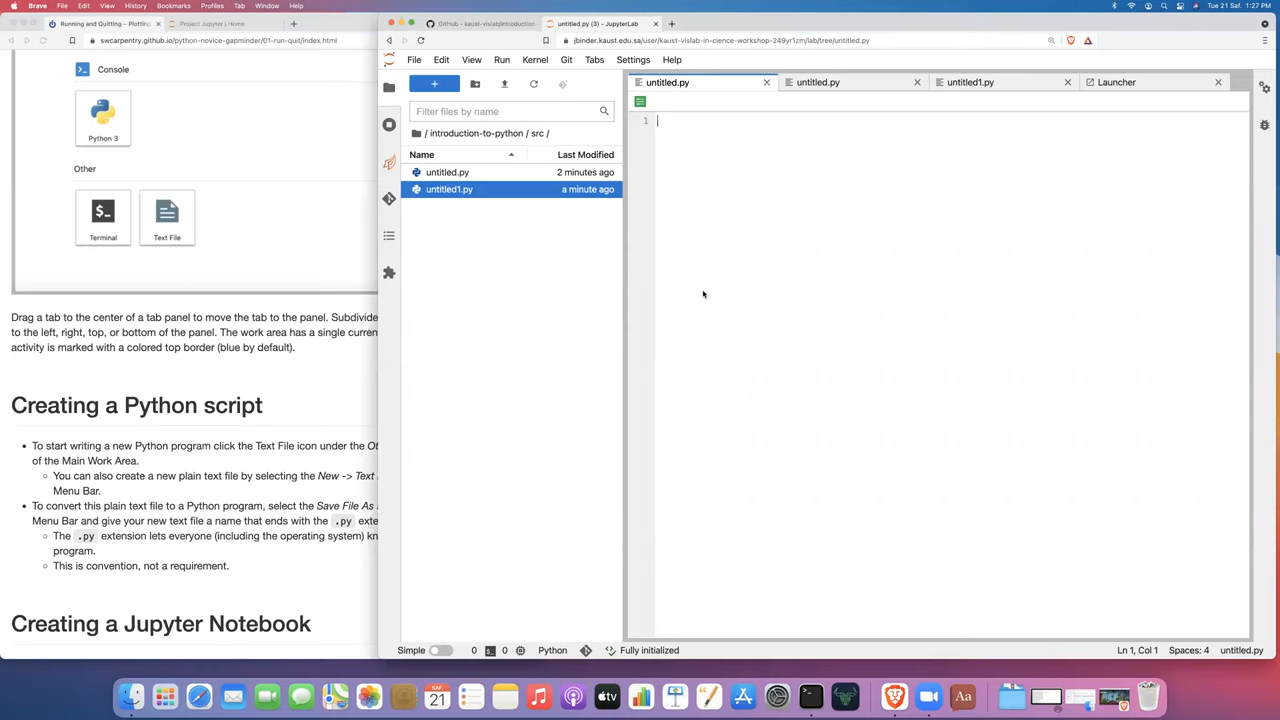 Brave File Edit View History Bookmarks Profiles Tab Window Help
Tue 21 Saf. 1:27 PM
Running and Quitting – Plotting
Project Jupyter | Home
swcarpentry.github.io/python-novice-gapminder/01-run-quit/index.html
Console
Python 3
Other
Terminal Text File
Drag a tab to the center of a tab panel to move the tab to the panel. Subdivide
to the left, right, top, or bottom of the panel. The work area has a single curren
activity is marked with a colored top border (blue by default).
Creating a Python script
To start writing a new Python program click the Text File icon under the Ot
of the Main Work Area.
You can also create a new plain text file by selecting the New -> Text
Menu Bar.
To convert this plain text file to a Python program, select the Save File As
Menu Bar and give your new text file a name that ends with the .py exte
The .py extension lets everyone (including the operating system) kn
program.
This is convention, not a requirement.
Creating a Jupyter Notebook
GitHub - kaust-vislab/introduction-
untitled.py (3) - JupyterLab
jbinder.kaust.edu.sa/user/kaust-vislab-in-cience-workshop-249yr1zm/lab/tree/untitled.py
File Edit View Run Kernel Git Tabs Settings Help
Filter files by name
/ introduction-to-python / src /
Name Last Modified
untitled.py 2 minutes ago
untitled1.py a minute ago
untitled.py untitled.py untitled1.py Launcher
1
Simple 0 0 Python Fully initialized Ln 1, Col 1 Spaces: 4 untitled.py
SAT
21
Aa